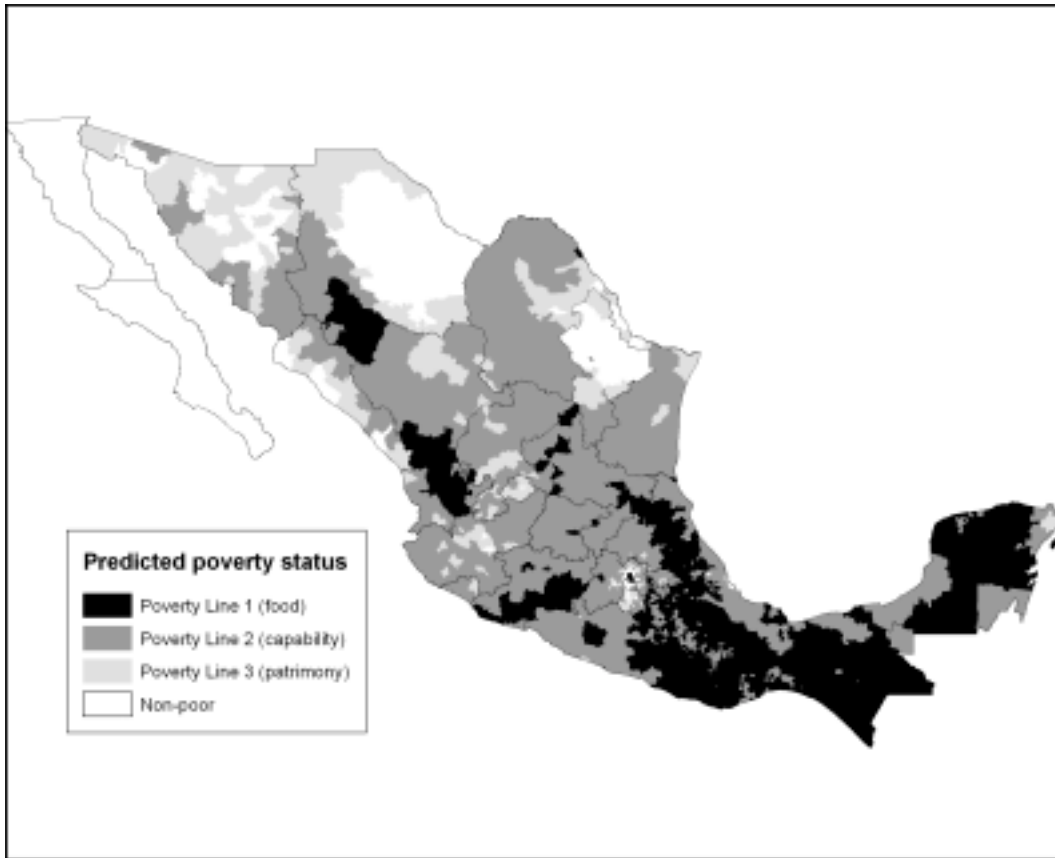 Predicted poverty status
Poverty Line 1 (food)
Poverty Line 2 (capability)
Poverty Line 3 (patrimony)
Non-poor